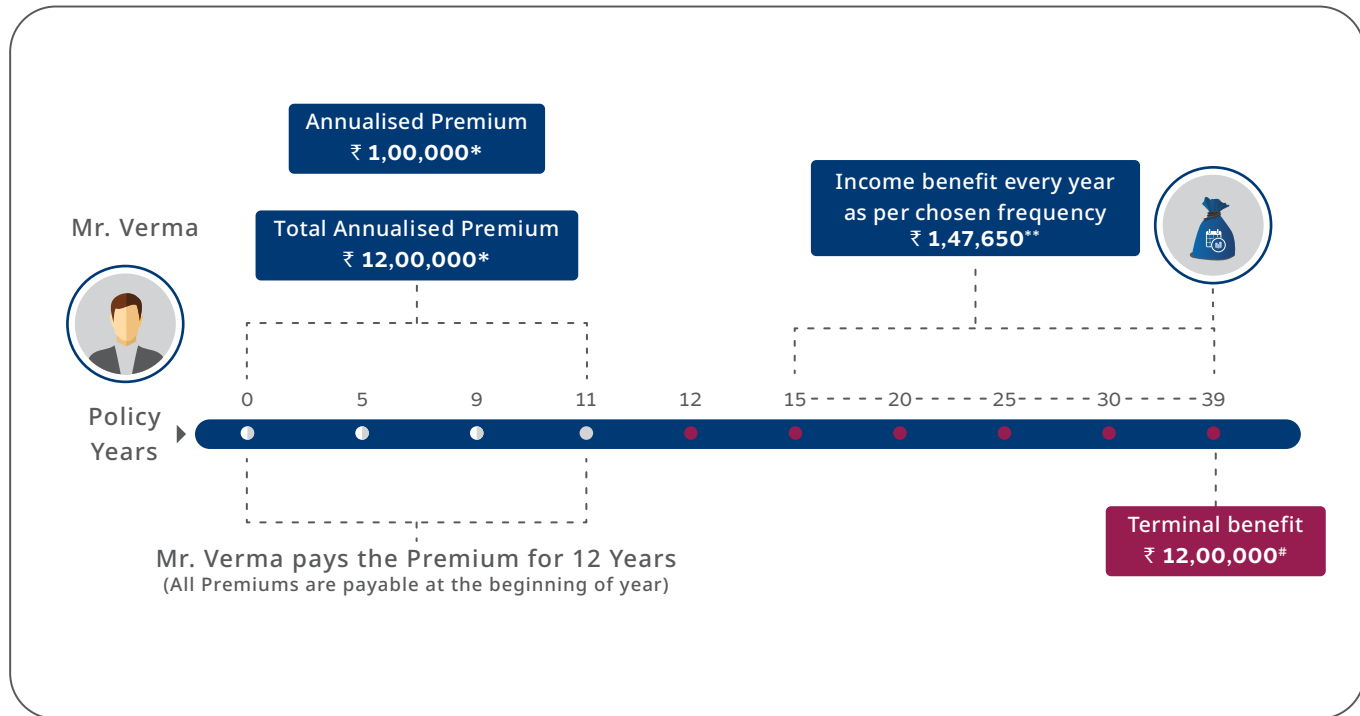 Annualised Premium
₹ 1,00,000*
Mr. Verma
Total Annualised Premium
₹ 12,00,000*
Income benefit every year
as per chosen frequency
₹ 1,47,650**
Policy
Years
0 5 9 11 12 15 20 25 30 39
Mr. Verma pays the Premium for 12 Years
(All Premiums are payable at the beginning of year)
Terminal benefit
₹ 12,00,000#